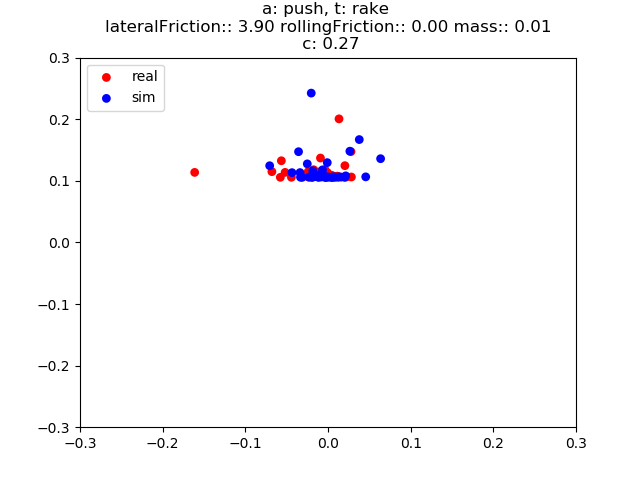 a: push, t: rake
lateralFriction:: 3.90 rollingFriction:: 0.00 mass:: 0.01
c: 0.27
real
sim
0.3
0.2
0.1
0.0
−0.1
−0.2
−0.3
−0.3
−0.2
−0.1
0.0
0.1
0.2
0.3